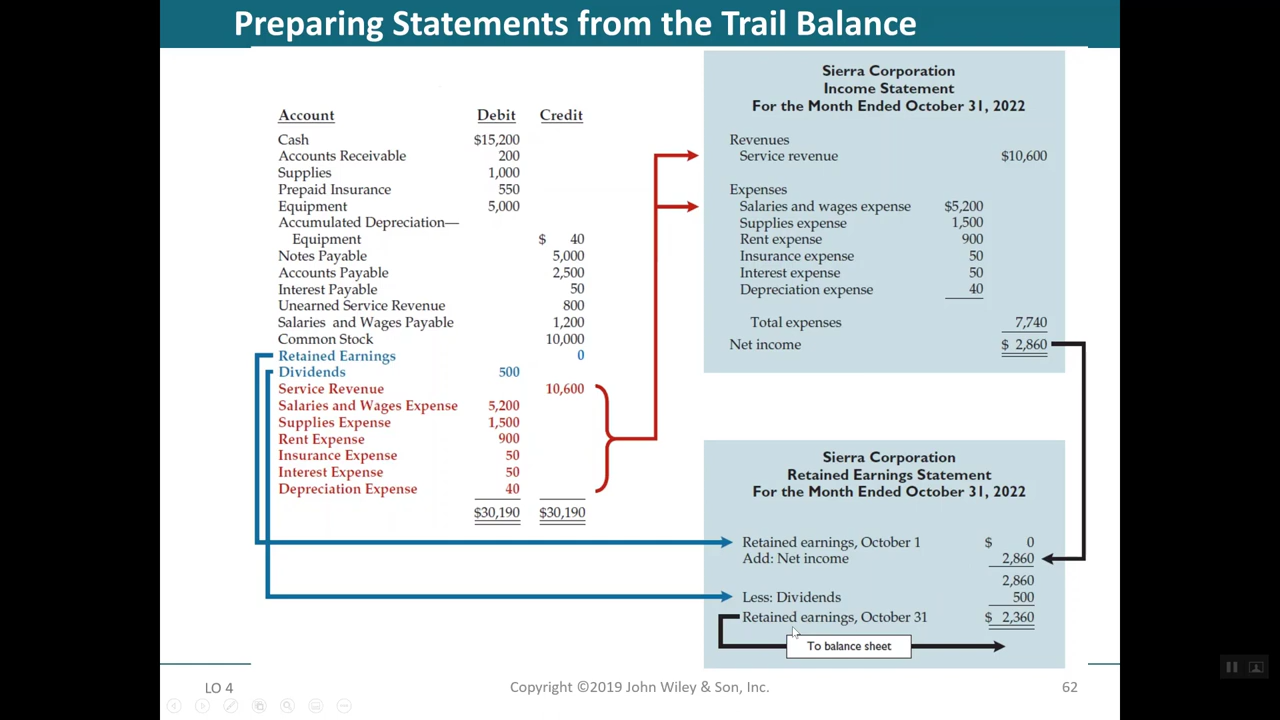 Preparing Statements from the Trail Balance
Account Debit Credit
Cash $15,200
Accounts Receivable 200
Supplies 1,000
Prepaid Insurance 550
Equipment 5,000
Accumulated Depreciation—
Equipment $ 40
Notes Payable 5,000
Accounts Payable 2,500
Interest Payable 50
Unearned Service Revenue 800
Salaries and Wages Payable 1,200
Common Stock 10,000
Retained Earnings 0
Dividends 500
Service Revenue 10,600
Salaries and Wages Expense 5,200
Supplies Expense 1,500
Rent Expense 900
Insurance Expense 50
Interest Expense 50
Depreciation Expense 40
$30,190 $30,190
Sierra Corporation
Income Statement
For the Month Ended October 31, 2022
Revenues
Service revenue $10,600
Expenses
Salaries and wages expense $5,200
Supplies expense 1,500
Rent expense 900
Insurance expense 50
Interest expense 50
Depreciation expense 40
Total expenses 7,740
Net income $ 2,860
Sierra Corporation
Retained Earnings Statement
For the Month Ended October 31, 2022
Retained earnings, October 1 $ 0
Add: Net income 2,860
2,860
Less: Dividends 500
Retained earnings, October 31 $ 2,360
To balance sheet
LO 4 Copyright ©2019 John Wiley & Son, Inc. 62